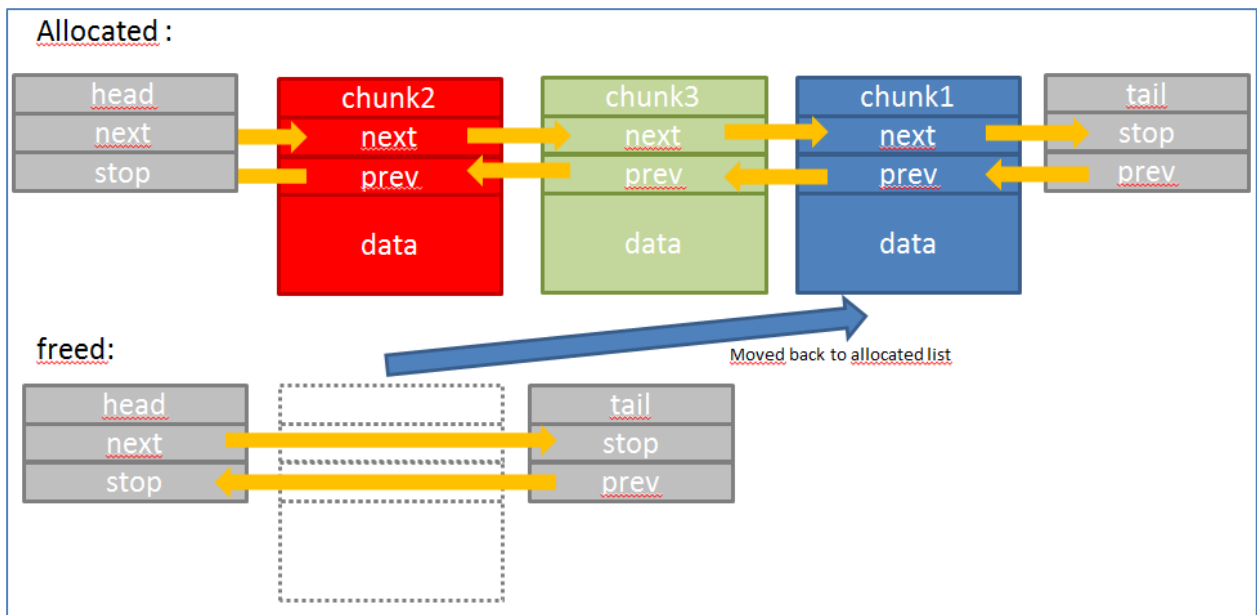 Allocated :
head
next
stop
chunk2
next
prev
data
chunk3
next
prev
data
chunk1
next
prev
data
tail
stop
prev
Moved back to allocated list
freed:
head
next
stop
tail
stop
prev